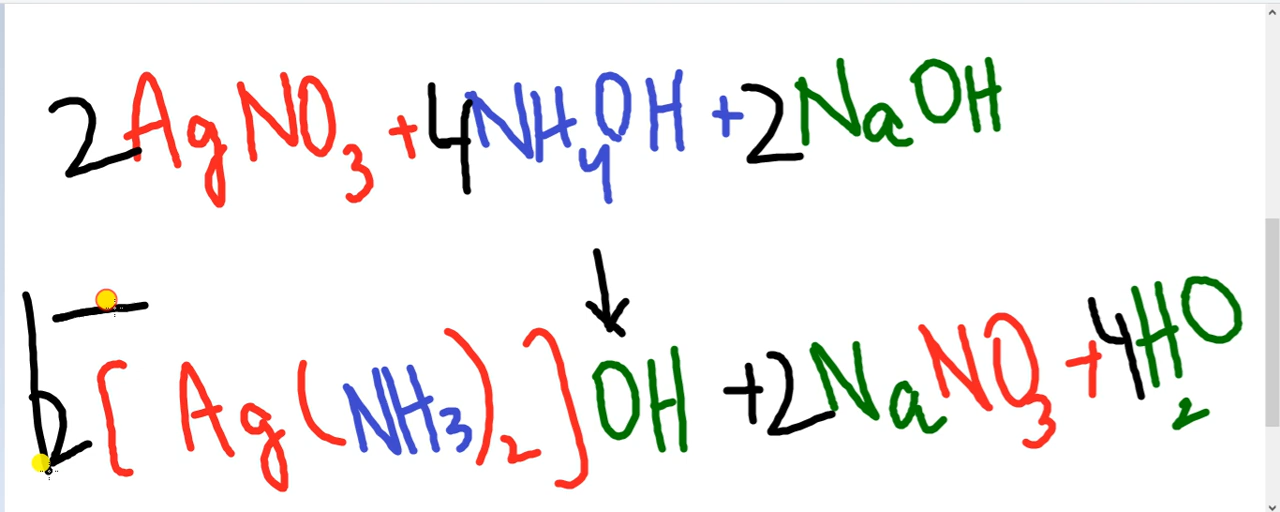 2AgNO3 + 4NH4OH + 2NaOH
↓
2[Ag(NH3)2]OH + 2NaNO3 + 4H2O